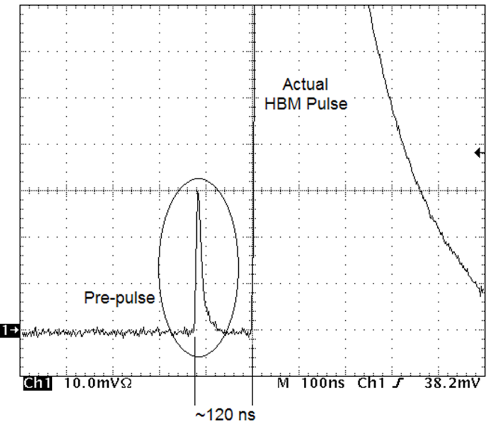 Actual
HBM Pulse
Pre-pulse
1→
Ch1 10.0mVΩ M 100ns Ch1 ƒ 38.2mV
~120 ns